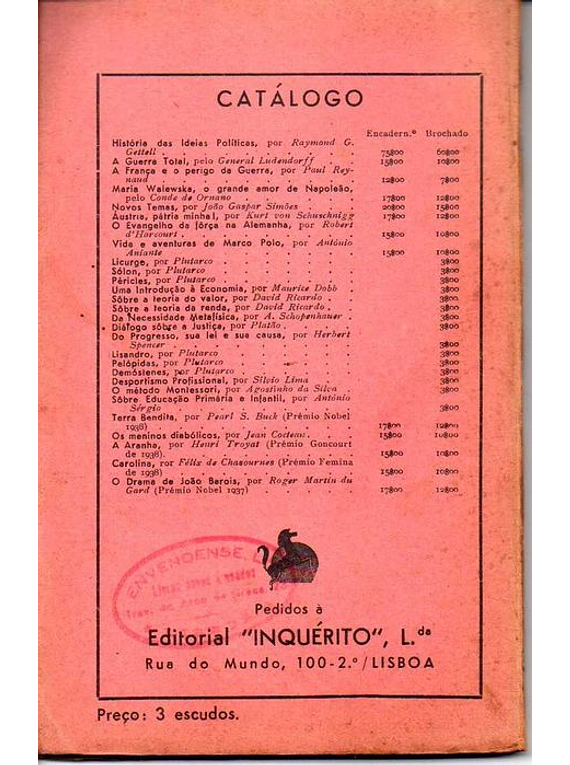 CATÁLOGO
Encadern.º Brochado
História das Ideias Políticas, por Raymond G.
Gettell . . . . . . . . . . 75$00 60$00
A Guerra Total, pelo General Ludendorff . . 15$00 10$00
A França e o perigo da Guerra, por Paul Rey-
naud . . . . . . . . . . 12$00 7$00
Maria Walewska, o grande amor de Napoleão,
pelo Conde de Ornano . . . . . . 17$00 12$00
Novos Temas, por João Gaspar Simões . . . 20$00 15$00
Áustria, pátria minha!, por Kurt von Schuschnigg 17$00 12$00
O Evangelho da fôrça na Alemanha, por Robert
d'Harcourt . . . . . . . . . 15$00 10$00
Vida e aventuras de Marco Polo, por António
Aniante . . . . . . . . . 15$00 10$00
Licurgo, por Plutarco . . . . . . . 3$00
Sólon, por Plutarco . . . . . . . 3$00
Péricles, por Plutarco . . . . . . . 3$00
Uma Introdução à Economia, por Maurice Dobb . 3$00
Sôbre a teoria do valor, por David Ricardo . . 3$00
Sôbre a teoria da renda, por David Ricardo . . 3$00
Da Necessidade Metafísica, por A. Schopenhauer . 3$00
Diálogo sôbre a Justiça, por Platão . . . . 3$00
Do Progresso, sua lei e sua causa, por Herbert
Spencer . . . . . . . . . 3$00
Lisandro, por Plutarco . . . . . . 3$00
Pelópidas, por Plutarco . . . . . . 3$00
Demóstenes, por Plutarco . . . . . . 3$00
Desportismo Profissional, por Sílvio Lima . . 3$00
O método Montessori, por Agostinho da Silva . 3$00
Sôbre Educação Primária e Infantil, por António
Sérgio . . . . . . . . . 3$00
Terra Bendita, por Pearl S. Buck (Prémio Nobel
1938) . . . . . . . . . . 17$00 12$00
Os meninos diabólicos, por Jean Cocteau . . . 15$00 10$00
A Aranha, por Henri Troyat (Prémio Goncourt
de 1938) . . . . . . . . . 15$00 10$00
Carolina, por Félix de Chasournes (Prémio Femina
de 1938) . . . . . . . . . 15$00 10$00
O Drama de João Barois, por Roger Martin du
Gard (Prémio Nobel 1937) . . . . . 17$00 12$00
ENVENDENSE, L
Pedidos à
Editorial "INQUÉRITO", L.da
Rua do Mundo, 100-2.º / LISBOA
Preço: 3 escudos.